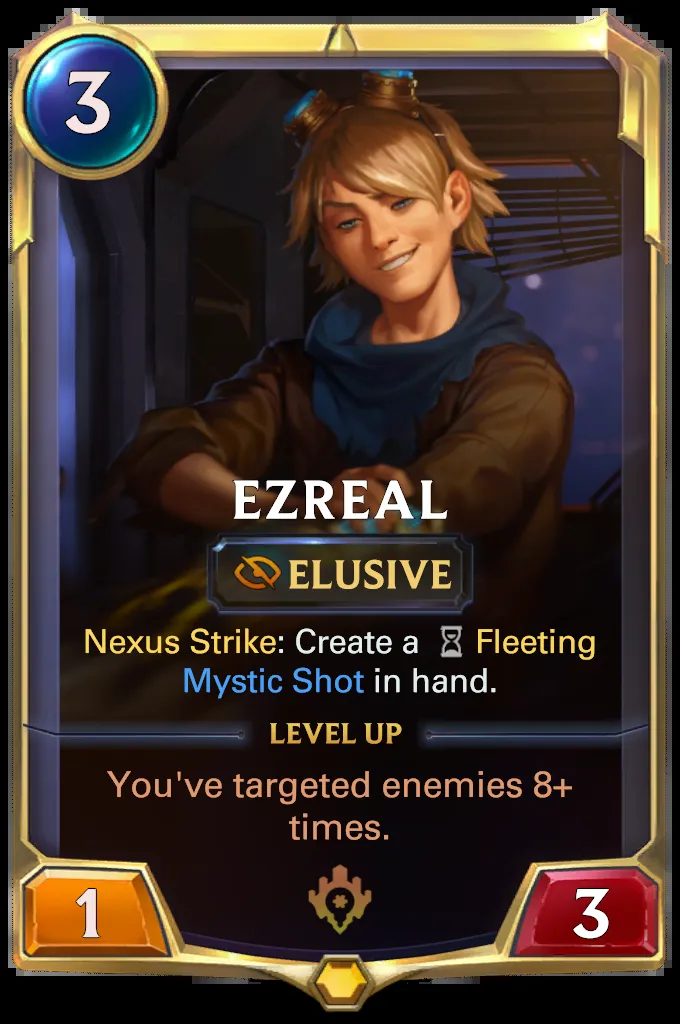 3
EZREAL
ELUSIVE
Nexus Strike: Create a Fleeting
Mystic Shot in hand.
LEVEL UP
You've targeted enemies 8+
times.
1
3